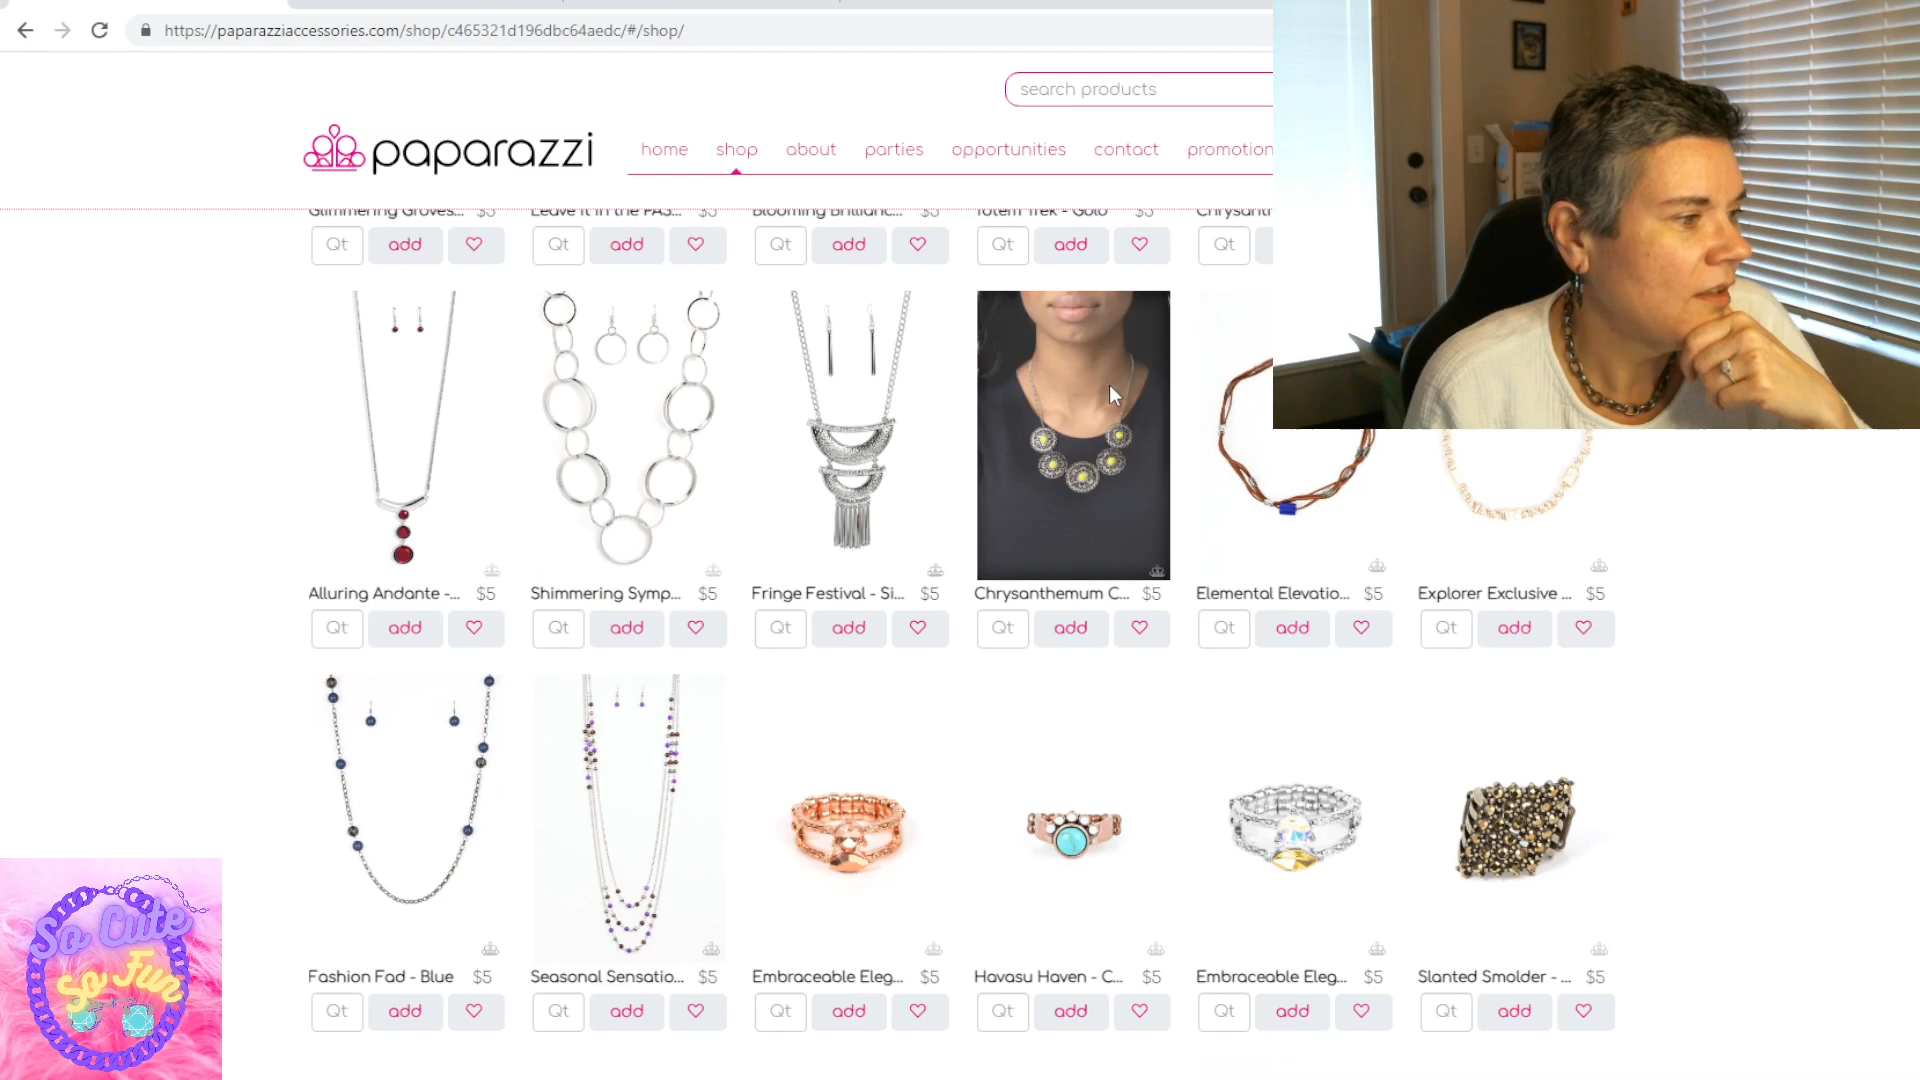 https://paparazziaccessories.com/shop/c465321d196dbc64aedc/#/shop/
search products
paparazzi
home shop about parties opportunities contact promotion
Glimmering Groves... $5 Leave it in the PAS... $5 Blooming Brillianc... $5 Totem Trek - Gold $5 Chrysanth
Qt add Qt add Qt add Qt add Qt
Alluring Andante -... $5 Shimmering Symp... $5 Fringe Festival - Si... $5 Chrysanthemum C... $5 Elemental Elevatio... $5 Explorer Exclusive ... $5
Qt add Qt add Qt add Qt add Qt add Qt add
Fashion Fad - Blue $5 Seasonal Sensatio... $5 Embraceable Eleg... $5 Havasu Haven - C... $5 Embraceable Eleg... $5 Slanted Smolder - ... $5
Qt add Qt add Qt add Qt add Qt add Qt add
So Cute
So Fun